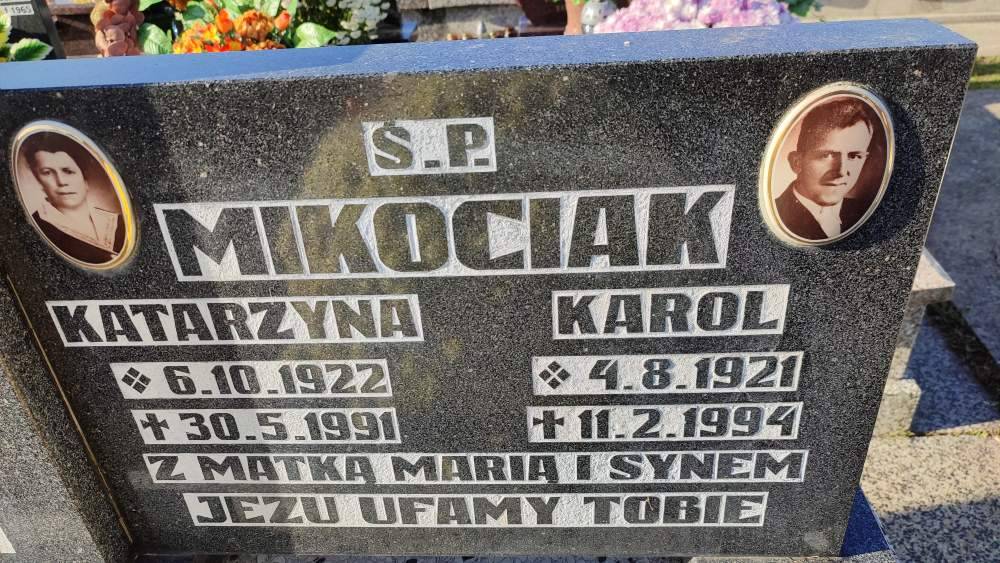 1965
Ś.P.
MIKOCIAK
KATARZYNA KAROL
6.10.1922 4.8.1921
30.5.1991 11.2.1994
Z MATKĄ MARIĄ I SYNEM
JEZU UFAMY TOBIE